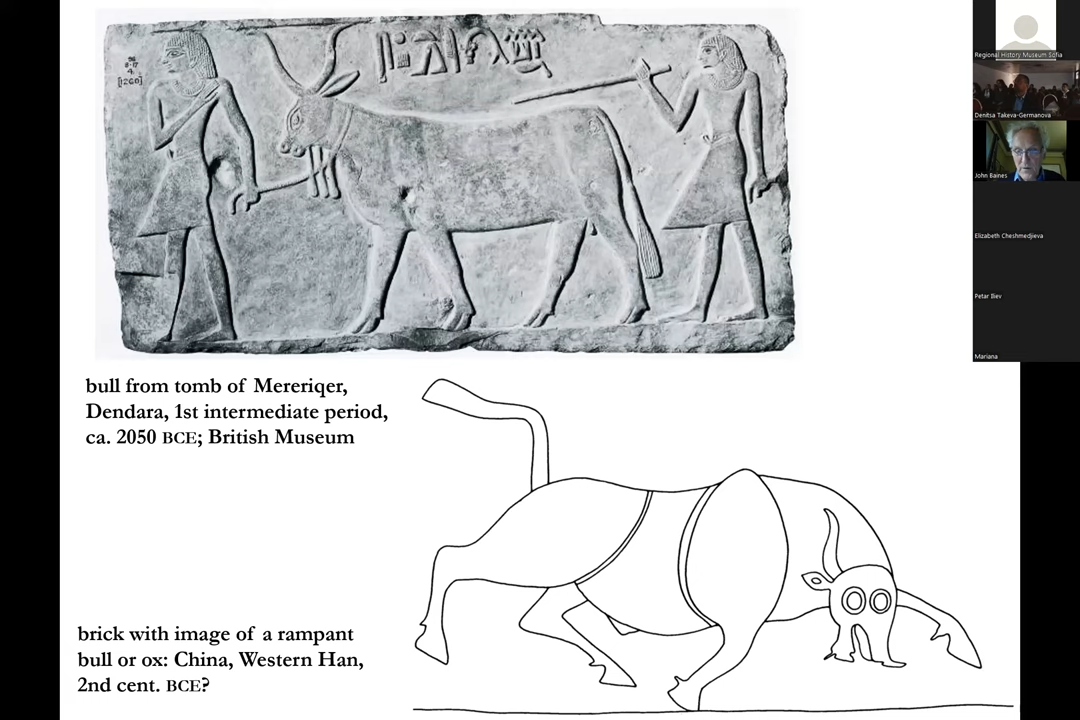 bull from tomb of Mereriqer,
Dendara, 1st intermediate period,
ca. 2050 BCE; British Museum
brick with image of a rampant
bull or ox: China, Western Han,
2nd cent. BCE?
Regional History Museum Sofia
Denitsa Takeva-Germanova
John Baines
Elizabeth Cheshmedjieva
Petar Iliev
Mariana